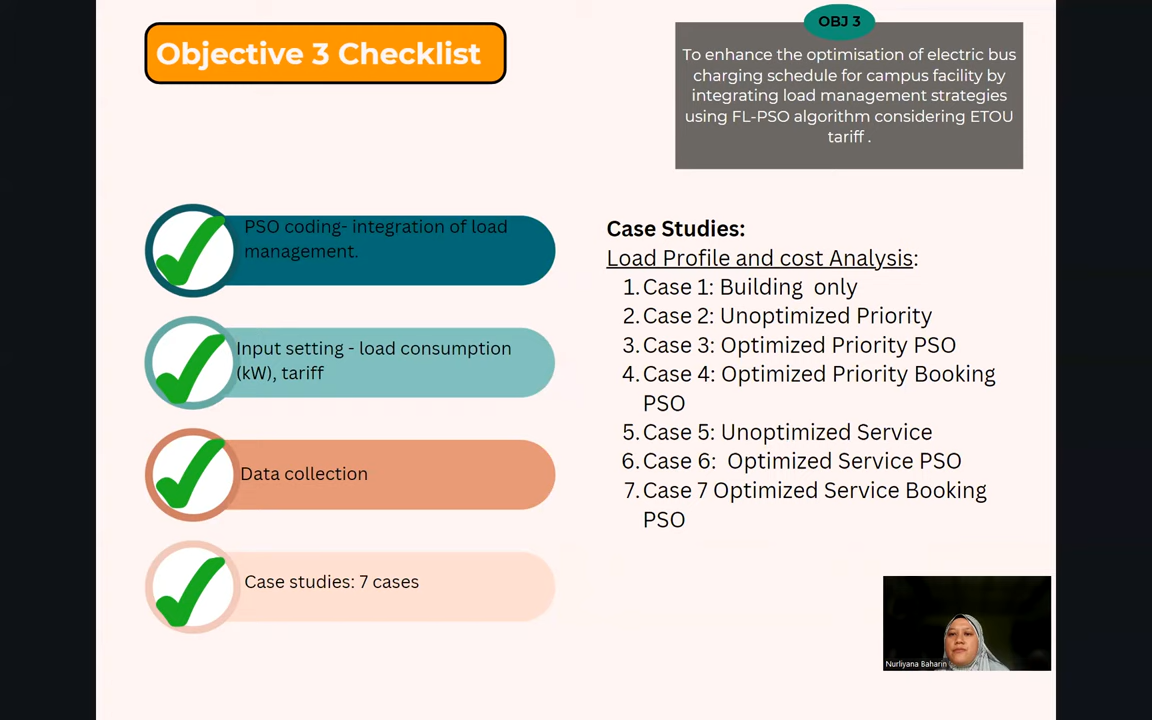 Objective 3 Checklist
OBJ 3
To enhance the optimisation of electric bus
charging schedule for campus facility by
integrating load management strategies
using FL-PSO algorithm considering ETOU
tariff .
PSO coding- integration of load
management.
Input setting - load consumption
(kW), tariff
Data collection
Case studies: 7 cases
Case Studies:
Load Profile and cost Analysis:
1. Case 1: Building  only
2. Case 2: Unoptimized Priority
3. Case 3: Optimized Priority PSO
4. Case 4: Optimized Priority Booking
PSO
5. Case 5: Unoptimized Service
6. Case 6:  Optimized Service PSO
7. Case 7 Optimized Service Booking
PSO
Nurliyana Baharin